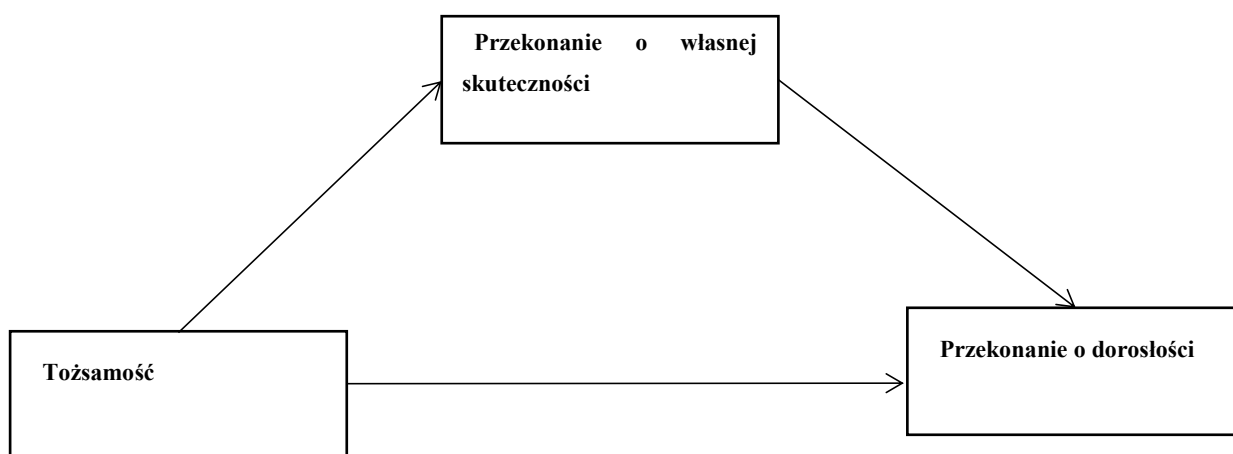 Przekonanie o własnej
skuteczności
Przekonanie o dorosłości
Tożsamość